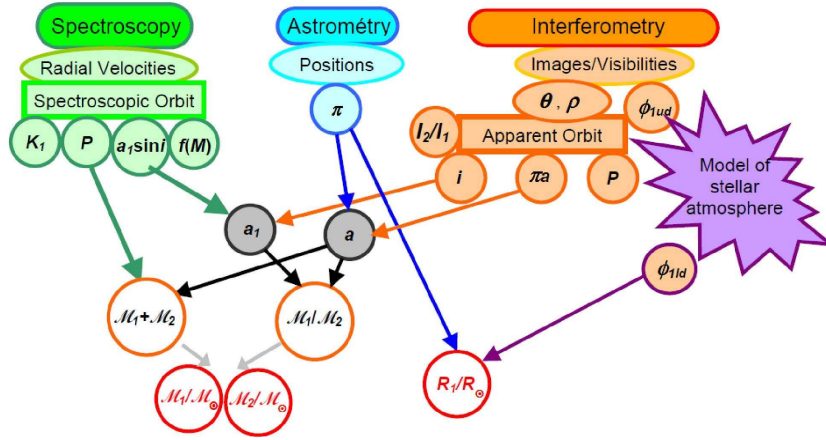 Spectroscopy
Astrométry
Interferometry
Radial Velocities
Positions
Images/Visibilities
Spectroscopic Orbit
π
θ , ρ
ϕ1ud
I2/I1
Apparent Orbit
K1
P
a1sini
f(M)
i
πa
P
Model of
stellar
atmosphere
a1
a
ϕ1ld
ℳ1+ℳ2
ℳ1/ℳ2
ℳ1/ℳ⊙
ℳ2/ℳ⊙
R1/R⊙